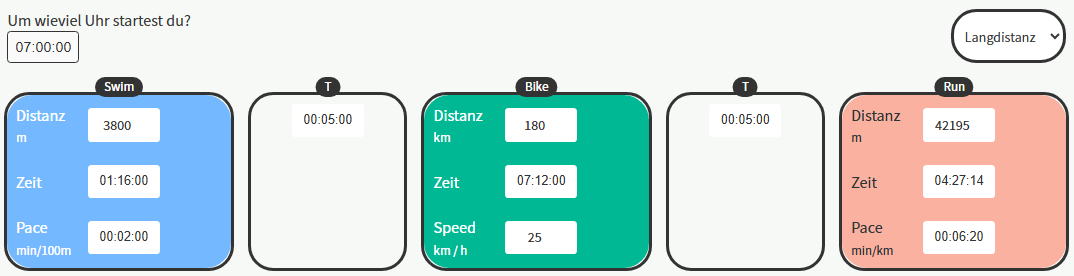 Um wieviel Uhr startest du?
07:00:00
Langdistanz
Swim
Distanz
m
3800
Zeit
01:16:00
Pace
min/100m
00:02:00
T
00:05:00
Bike
Distanz
km
180
Zeit
07:12:00
Speed
km / h
25
T
00:05:00
Run
Distanz
m
42195
Zeit
04:27:14
Pace
min/km
00:06:20